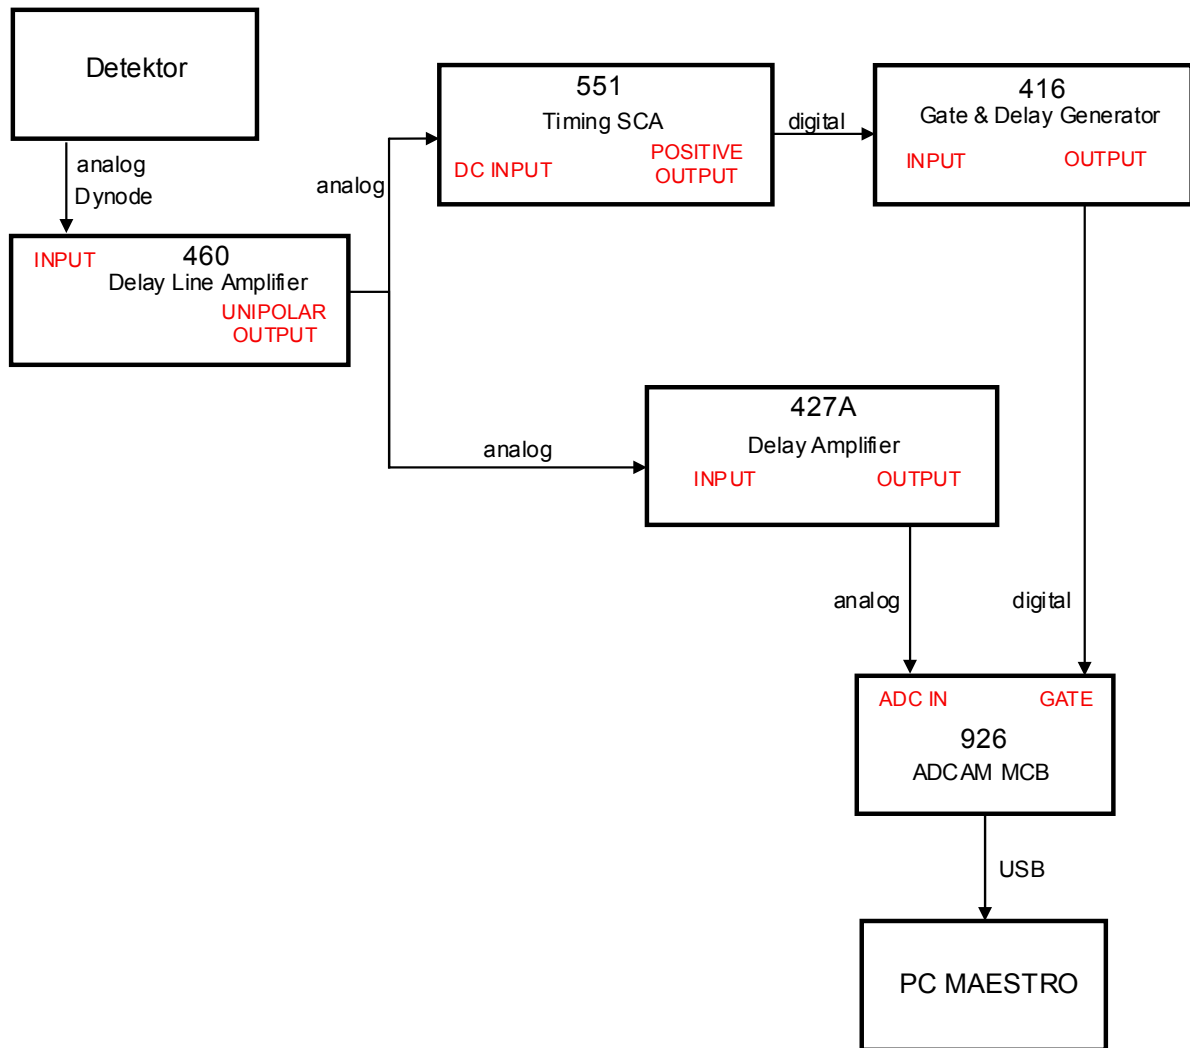 Detektor
analog
Dynode
INPUT
460
Delay Line Amplifier
UNIPOLAR
OUTPUT
analog
551
Timing SCA
DC INPUT
POSITIVE
OUTPUT
digital
416
Gate & Delay Generator
INPUT
OUTPUT
analog
427A
Delay Amplifier
INPUT
OUTPUT
analog
digital
ADC IN
GATE
926
ADCAM MCB
USB
PC MAESTRO